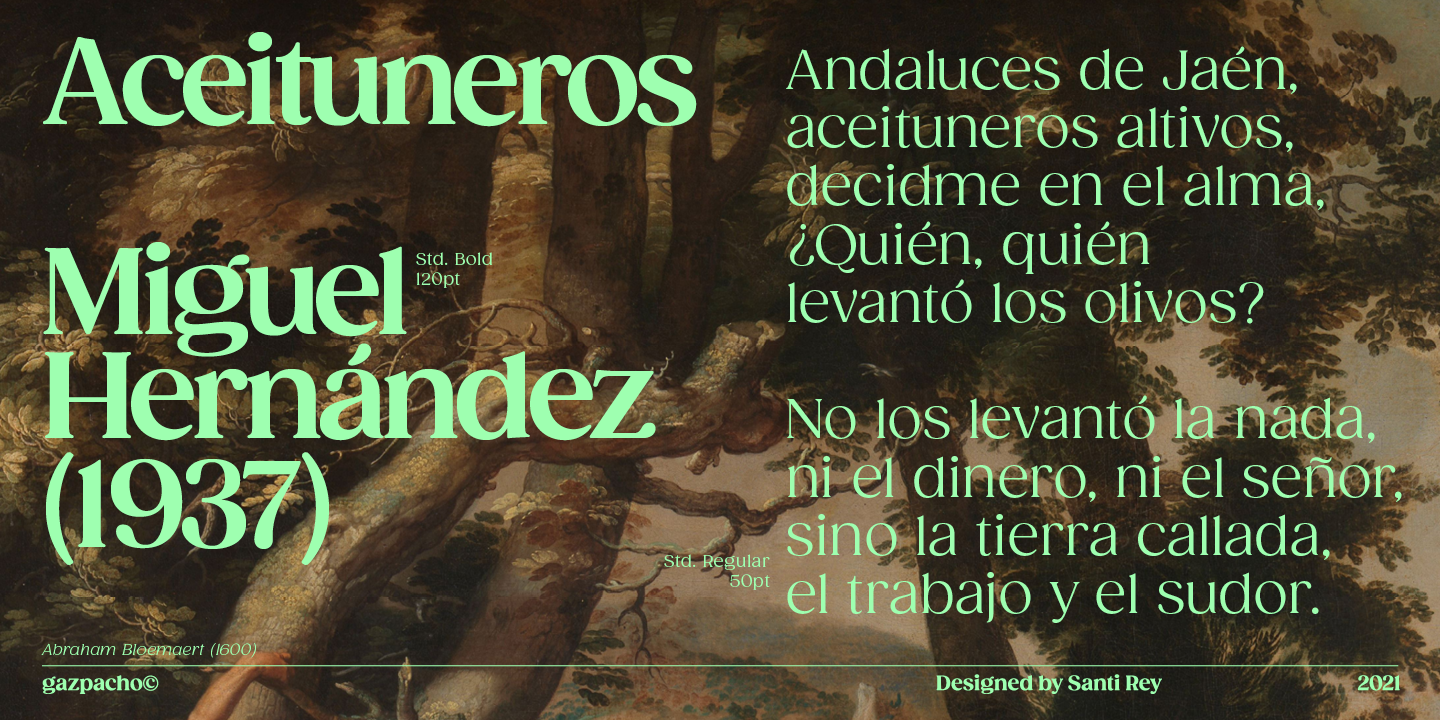 Aceituneros
Miguel
Hernández
(1937)
Std. Bold
120pt
Andaluces de Jaén,
aceituneros altivos,
decidme en el alma,
¿Quién, quién
levantó los olivos?
No los levantó la nada,
ni el dinero, ni el señor,
sino la tierra callada,
el trabajo y el sudor.
Std. Regular
50pt
Abraham Bloemaert (1600)
gazpacho©
Designed by Santi Rey
2021